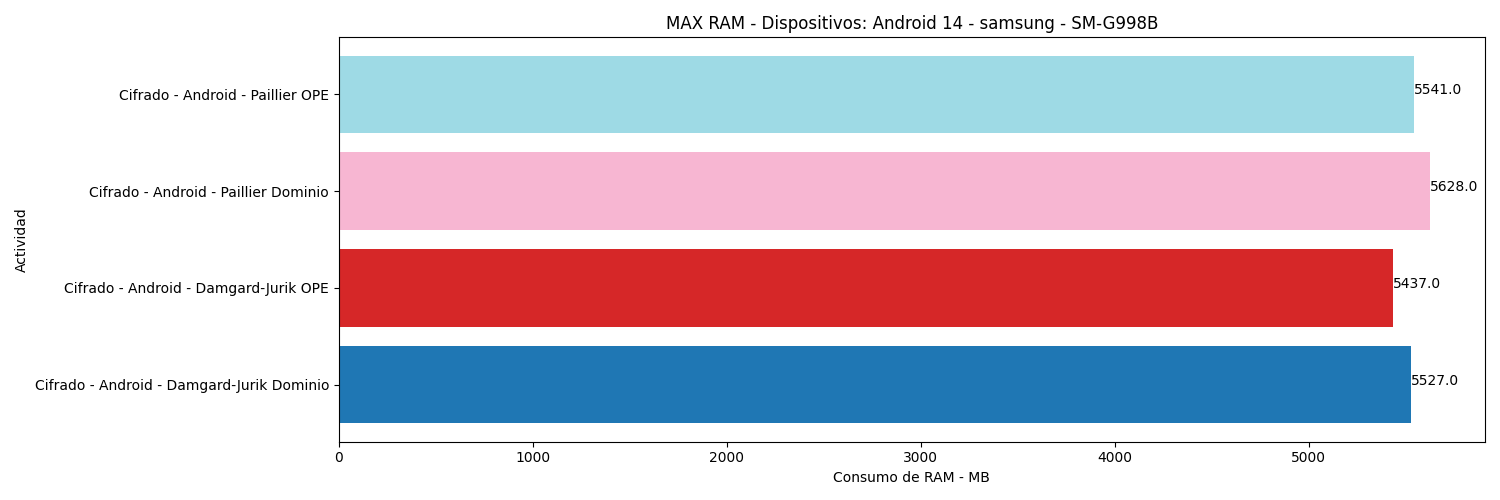 MAX RAM - Dispositivos: Android 14 - samsung - SM-G998B
Actividad
Cifrado - Android - Paillier OPE
5541.0
Cifrado - Android - Paillier Dominio
5628.0
Cifrado - Android - Damgard-Jurik OPE
5437.0
Cifrado - Android - Damgard-Jurik Dominio
5527.0
0 1000 2000 3000 4000 5000
Consumo de RAM - MB